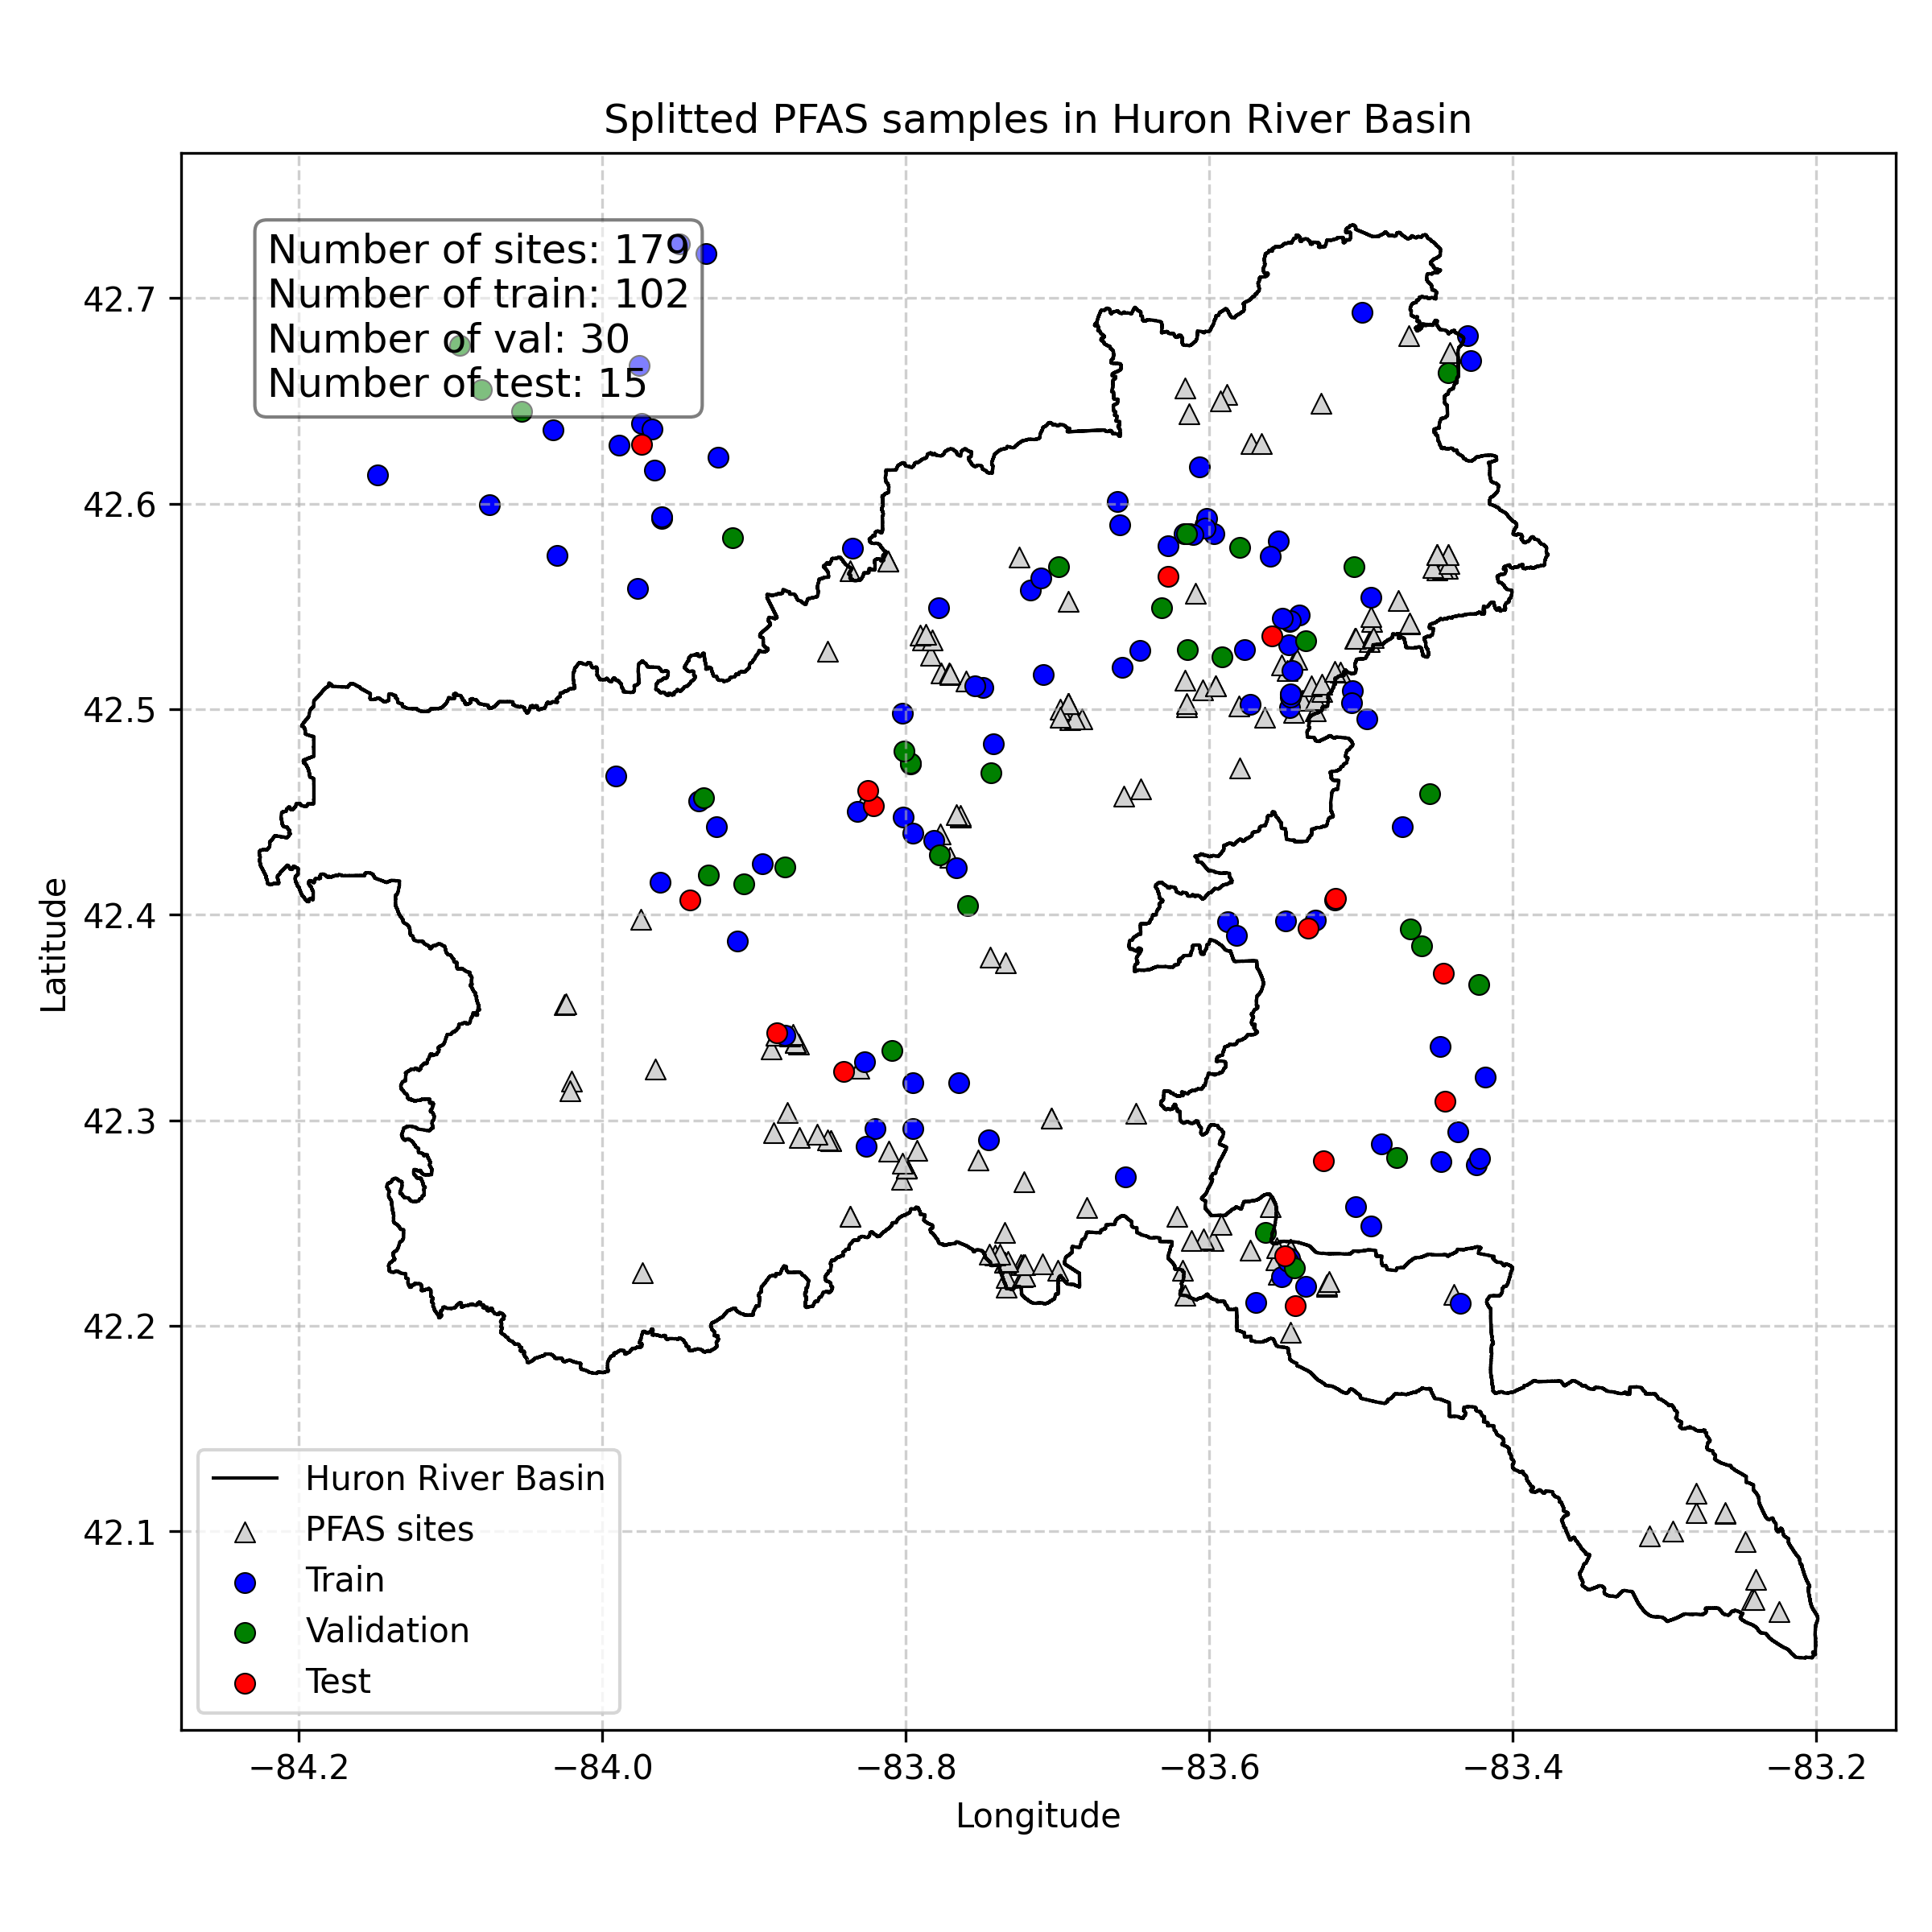 Splitted PFAS samples in Huron River Basin
Number of sites: 179
Number of train: 102
Number of val: 30
Number of test: 15
42.7
42.6
42.5
42.4
42.3
42.2
42.1
Latitude
Huron River Basin
PFAS sites
Train
Validation
Test
−84.2
−84.0
−83.8
−83.6
−83.4
−83.2
Longitude